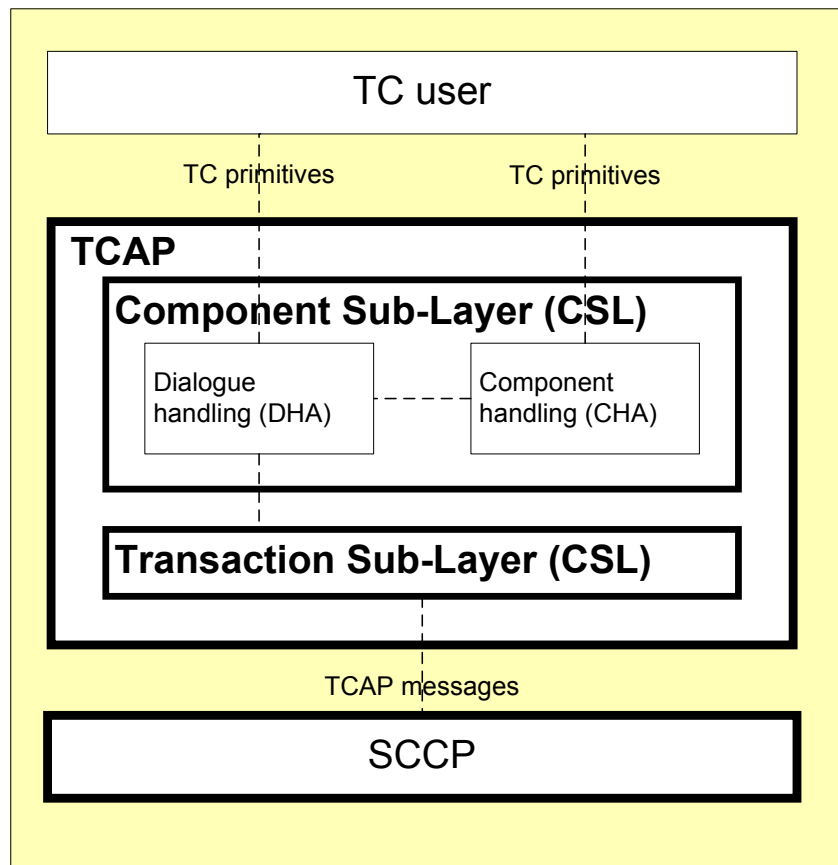 TC user
TC primitives
TC primitives
TCAP
Component Sub-Layer (CSL)
Dialogue
handling (DHA)
Component
handling (CHA)
Transaction Sub-Layer (CSL)
TCAP messages
SCCP